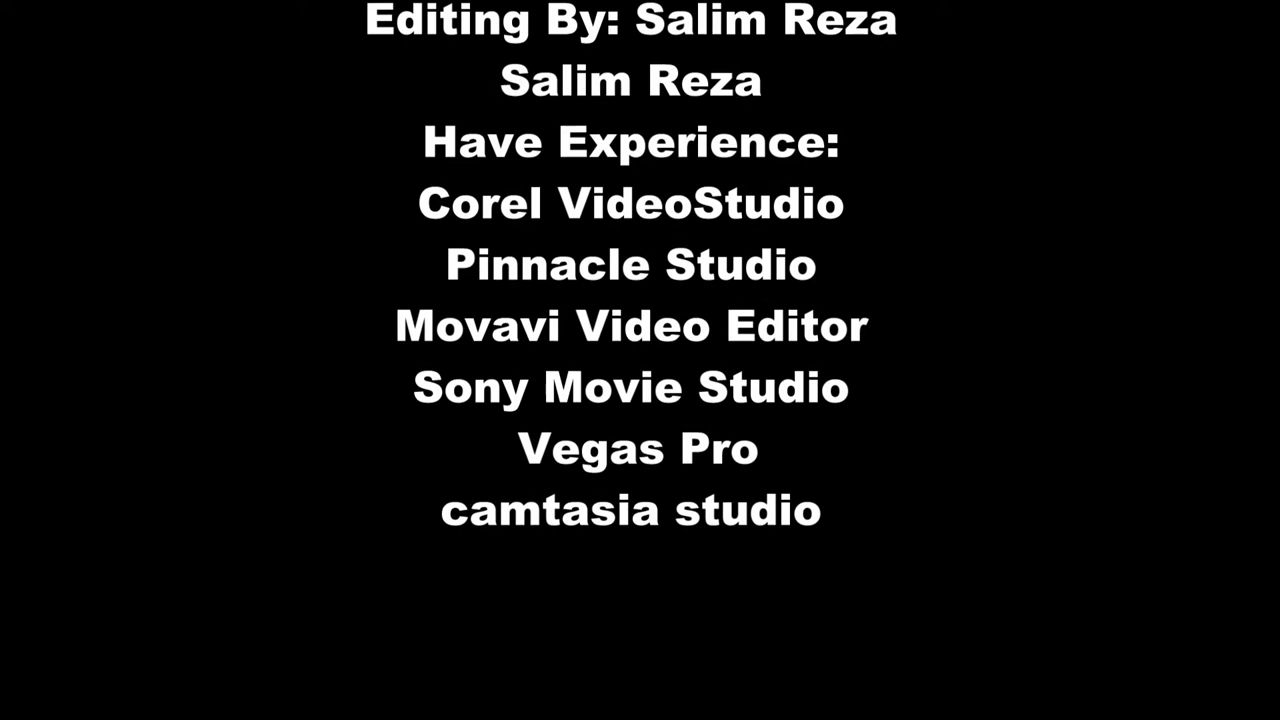 Editing By: Salim Reza
Salim Reza
Have Experience:
Corel VideoStudio
Pinnacle Studio
Movavi Video Editor
Sony Movie Studio
Vegas Pro
camtasia studio